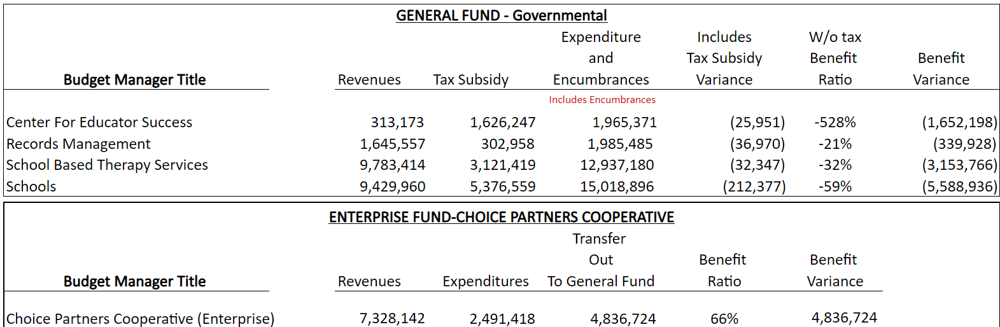 GENERAL FUND - Governmental
Expenditure Includes W/o tax
and Tax Subsidy Benefit Benefit
Budget Manager Title Revenues Tax Subsidy Encumbrances Variance Ratio Variance
Includes Encumbrances
Center For Educator Success 313,173 1,626,247 1,965,371 (25,951) -528% (1,652,198)
Records Management 1,645,557 302,958 1,985,485 (36,970) -21% (339,928)
School Based Therapy Services 9,783,414 3,121,419 12,937,180 (32,347) -32% (3,153,766)
Schools 9,429,960 5,376,559 15,018,896 (212,377) -59% (5,588,936)
ENTERPRISE FUND-CHOICE PARTNERS COOPERATIVE
Transfer
Out Benefit Benefit
Budget Manager Title Revenues Expenditures To General Fund Ratio Variance
Choice Partners Cooperative (Enterprise) 7,328,142 2,491,418 4,836,724 66% 4,836,724